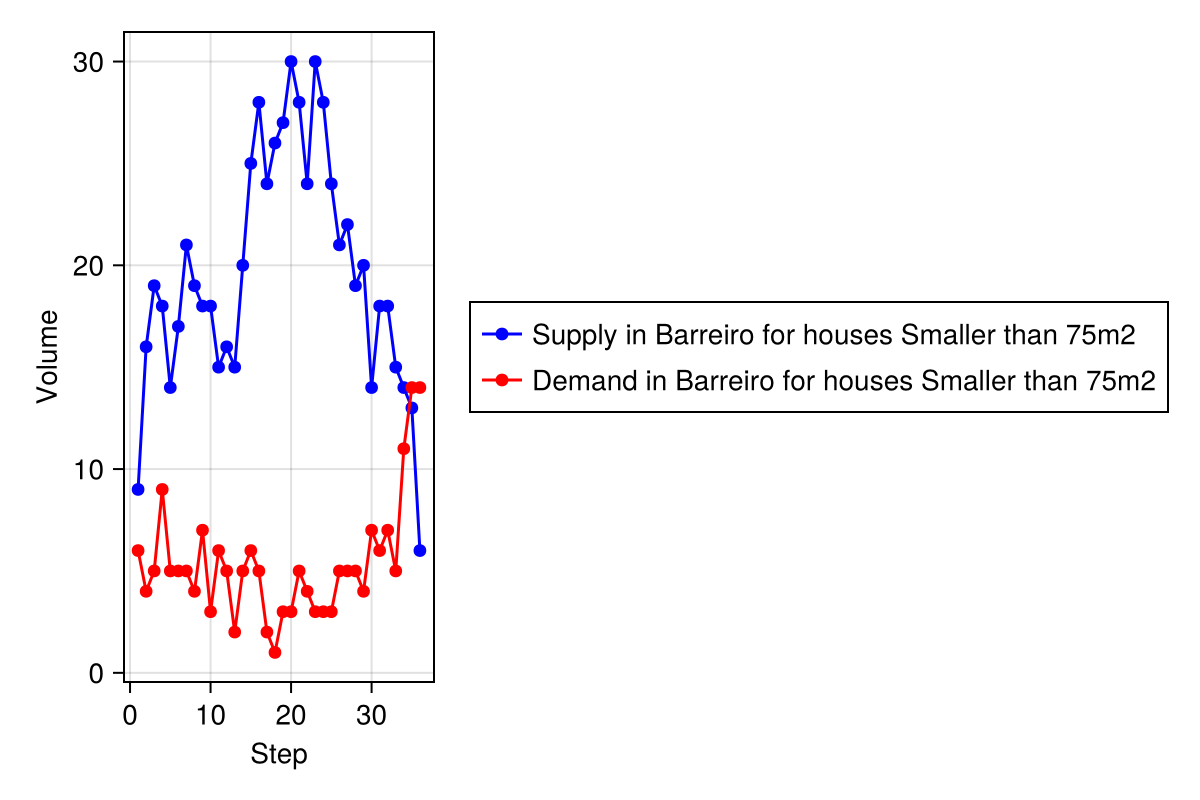 Volume
30
20
10
0
0 10 20 30
Step
Supply in Barreiro for houses Smaller than 75m2
Demand in Barreiro for houses Smaller than 75m2